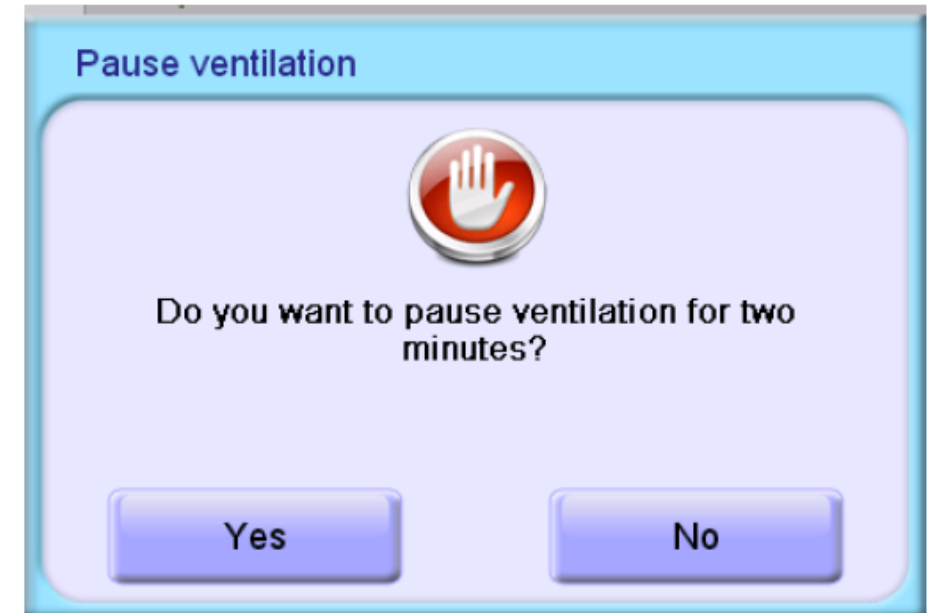 Pause ventilation
Do you want to pause ventilation for two
minutes?
Yes
No